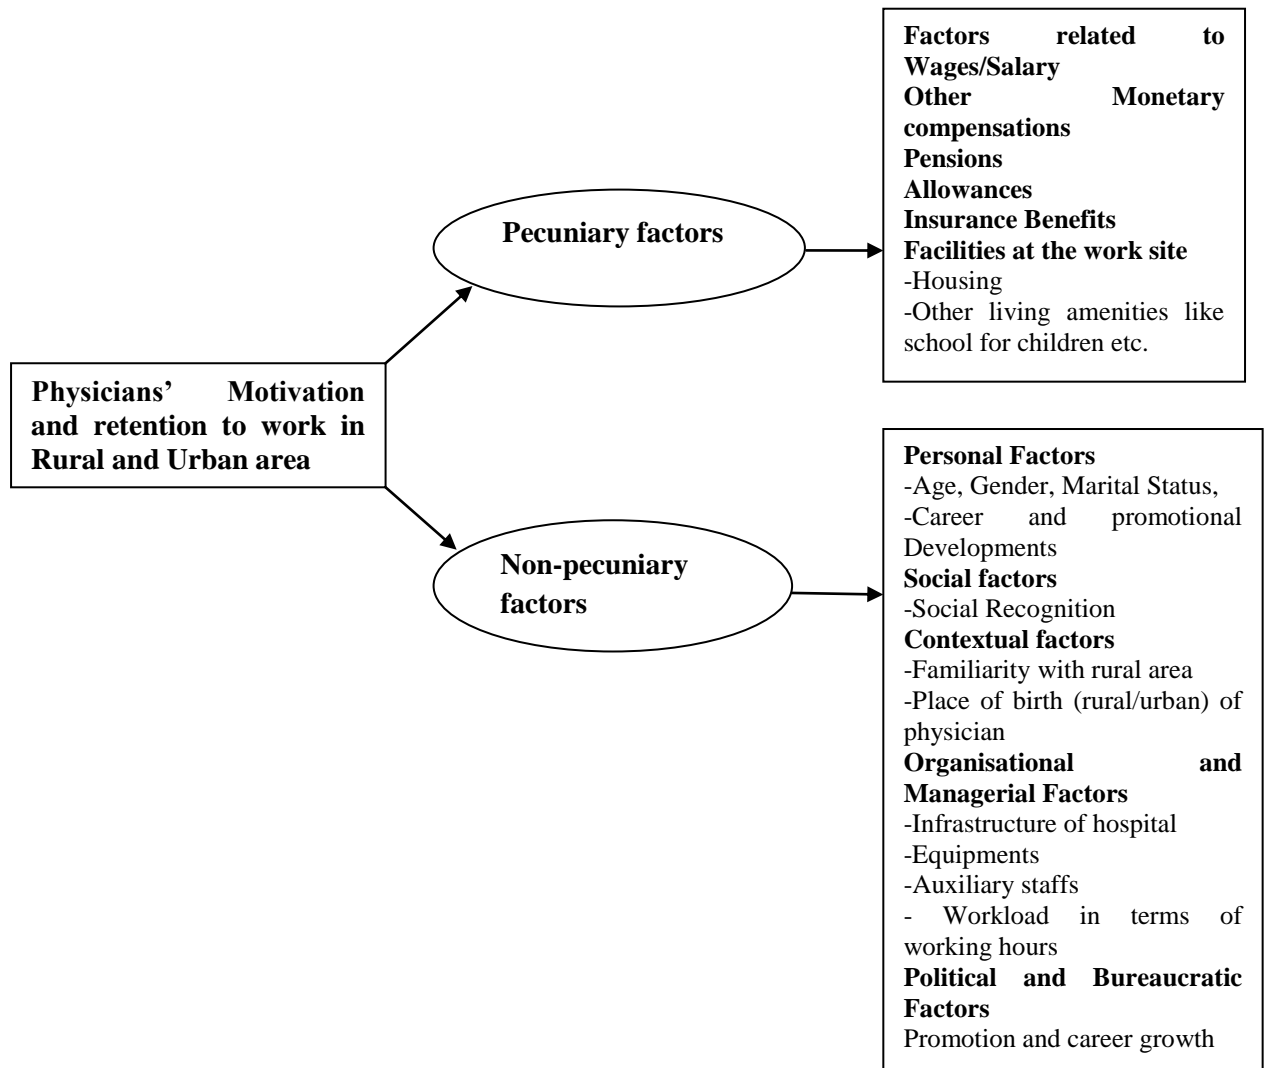 Physicians’ Motivation
and retention to work in
Rural and Urban area
Pecuniary factors
Factors related to
Wages/Salary
Other Monetary
compensations
Pensions
Allowances
Insurance Benefits
Facilities at the work site
-Housing
-Other living amenities like
school for children etc.
Non-pecuniary
factors
Personal Factors
-Age, Gender, Marital Status,
-Career and promotional
Developments
Social factors
-Social Recognition
Contextual factors
-Familiarity with rural area
-Place of birth (rural/urban) of
physician
Organisational and
Managerial Factors
-Infrastructure of hospital
-Equipments
-Auxiliary staffs
- Workload in terms of
working hours
Political and Bureaucratic
Factors
Promotion and career growth